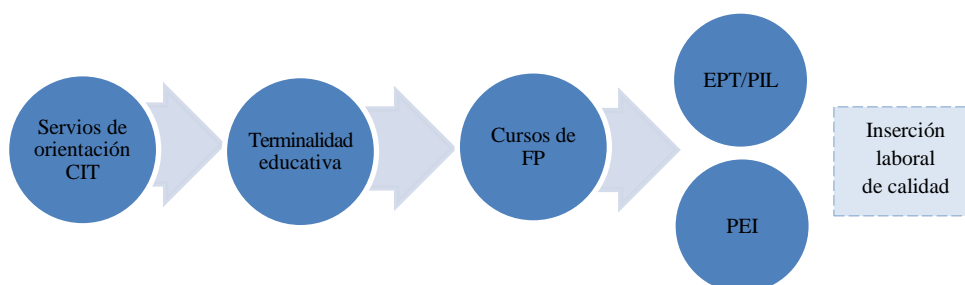 Servios de
orientación
CIT
Terminalidad
educativa
Cursos de
FP
EPT/PIL
PEI
Inserción
laboral
de calidad